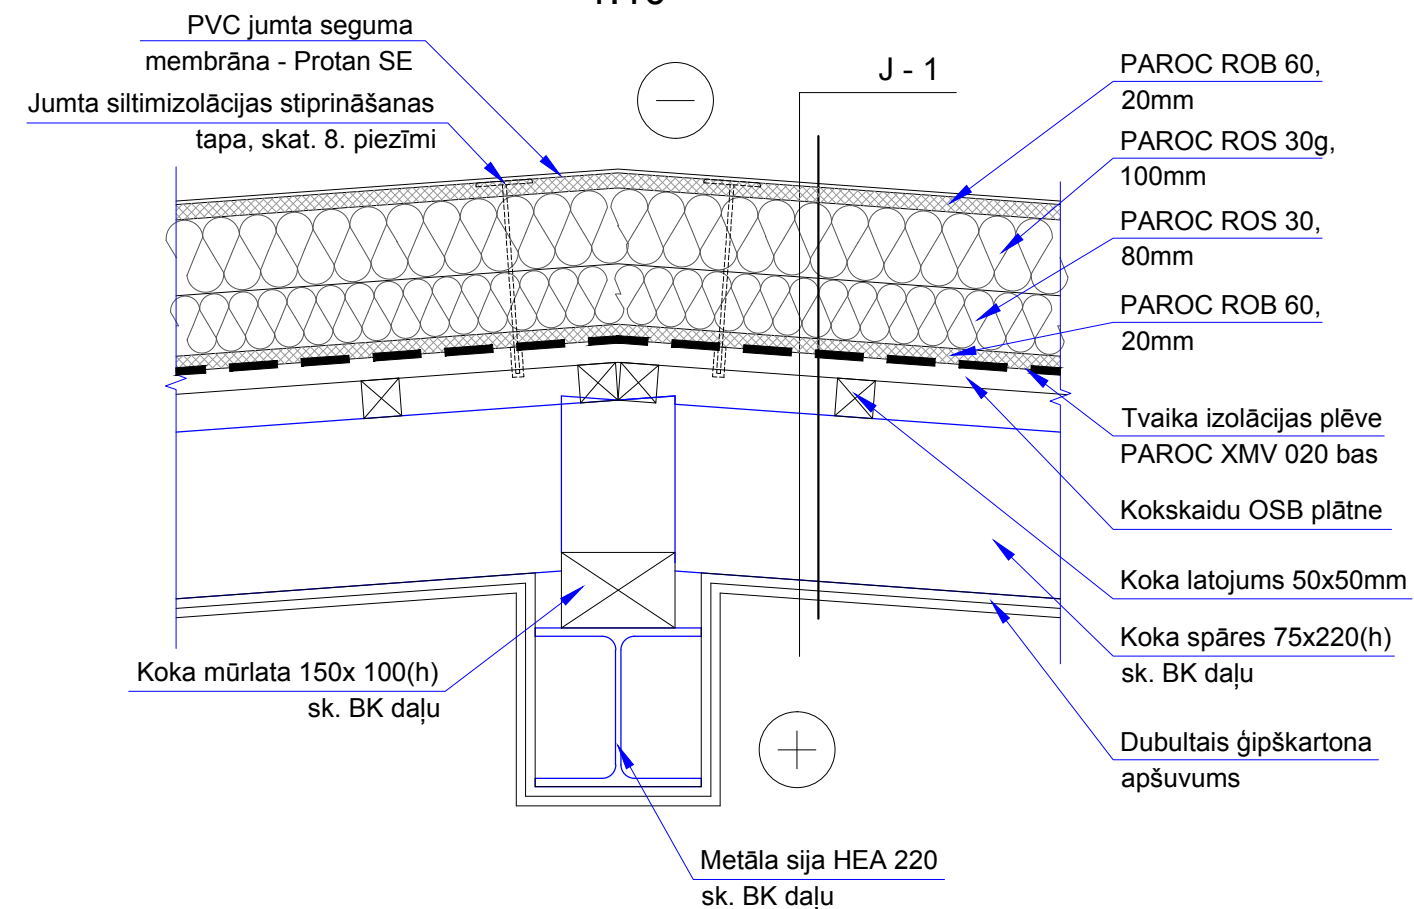 PVC jumta seguma
membrāna - Protan SE
Jumta siltimizolācijas stiprināšanas
tapa, skat. 8. piezīmi
J - 1
PAROC ROB 60,
20mm
PAROC ROS 30g,
100mm
PAROC ROS 30,
80mm
PAROC ROB 60,
20mm
Tvaika izolācijas plēve
PAROC XMV 020 bas
Kokskaidu OSB plātne
Koka latojums 50x50mm
Koka spāres 75x220(h)
sk. BK daļu
Dubultais ģipškartona
apšuvums
Koka mūrlata 150x 100(h)
sk. BK daļu
Metāla sija HEA 220
sk. BK daļu